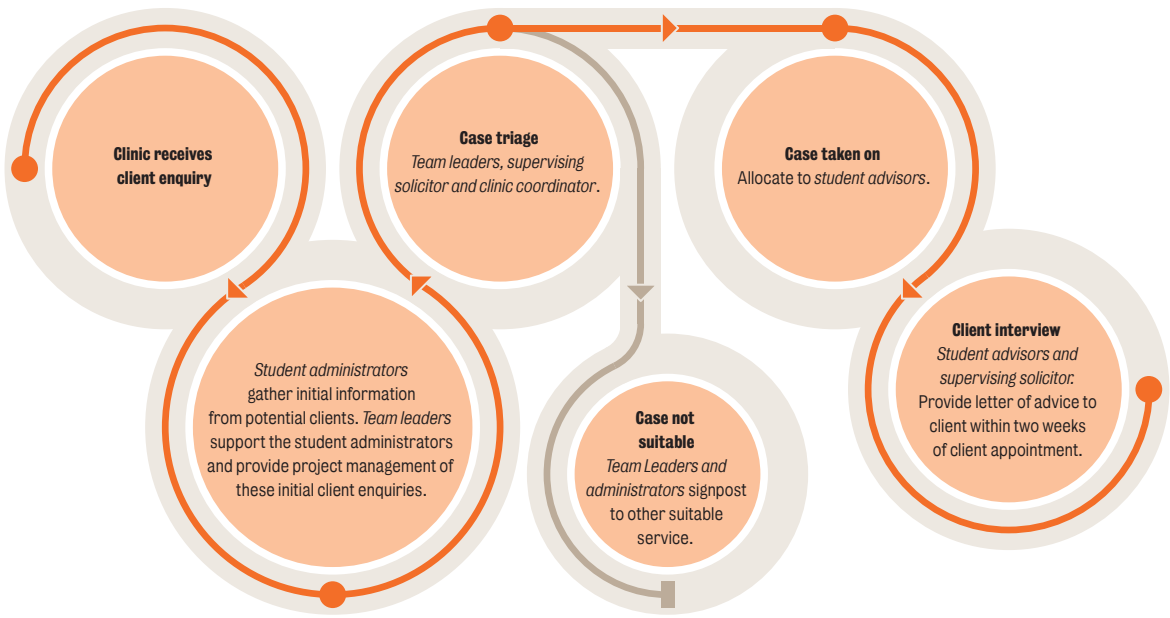 Clinic receives
client enquiry
Student administrators
gather initial information
from potential clients. Team leaders
support the student administrators
and provide project management of
these initial client enquiries.
Case triage
Team leaders, supervising
solicitor and clinic coordinator.
Case not
suitable
Team Leaders and
administrators signpost
to other suitable
service.
Case taken on
Allocate to student advisors.
Client interview
Student advisors and
supervising solicitor.
Provide letter of advice to
client within two weeks
of client appointment.